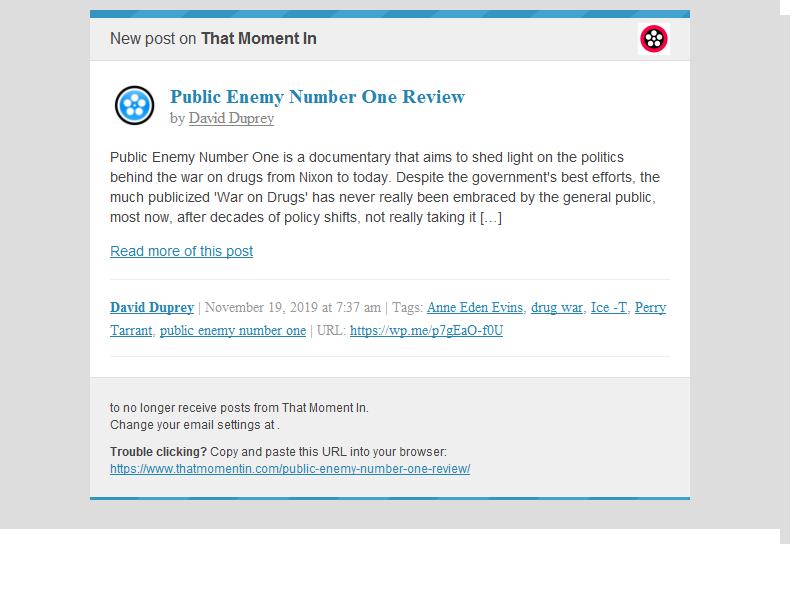 New post on That Moment In
Public Enemy Number One Review
by David Duprey
Public Enemy Number One is a documentary that aims to shed light on the politics
behind the war on drugs from Nixon to today. Despite the government's best efforts, the
much publicized 'War on Drugs' has never really been embraced by the general public,
most now, after decades of policy shifts, not really taking it […]
Read more of this post
David Duprey | November 19, 2019 at 7:37 am | Tags: Anne Eden Evins, drug war, Ice -T, Perry
Tarrant, public enemy number one | URL: https://wp.me/p7gEaO-f0U
to no longer receive posts from That Moment In.
Change your email settings at .
Trouble clicking? Copy and paste this URL into your browser:
https://www.thatmomentin.com/public-enemy-number-one-review/